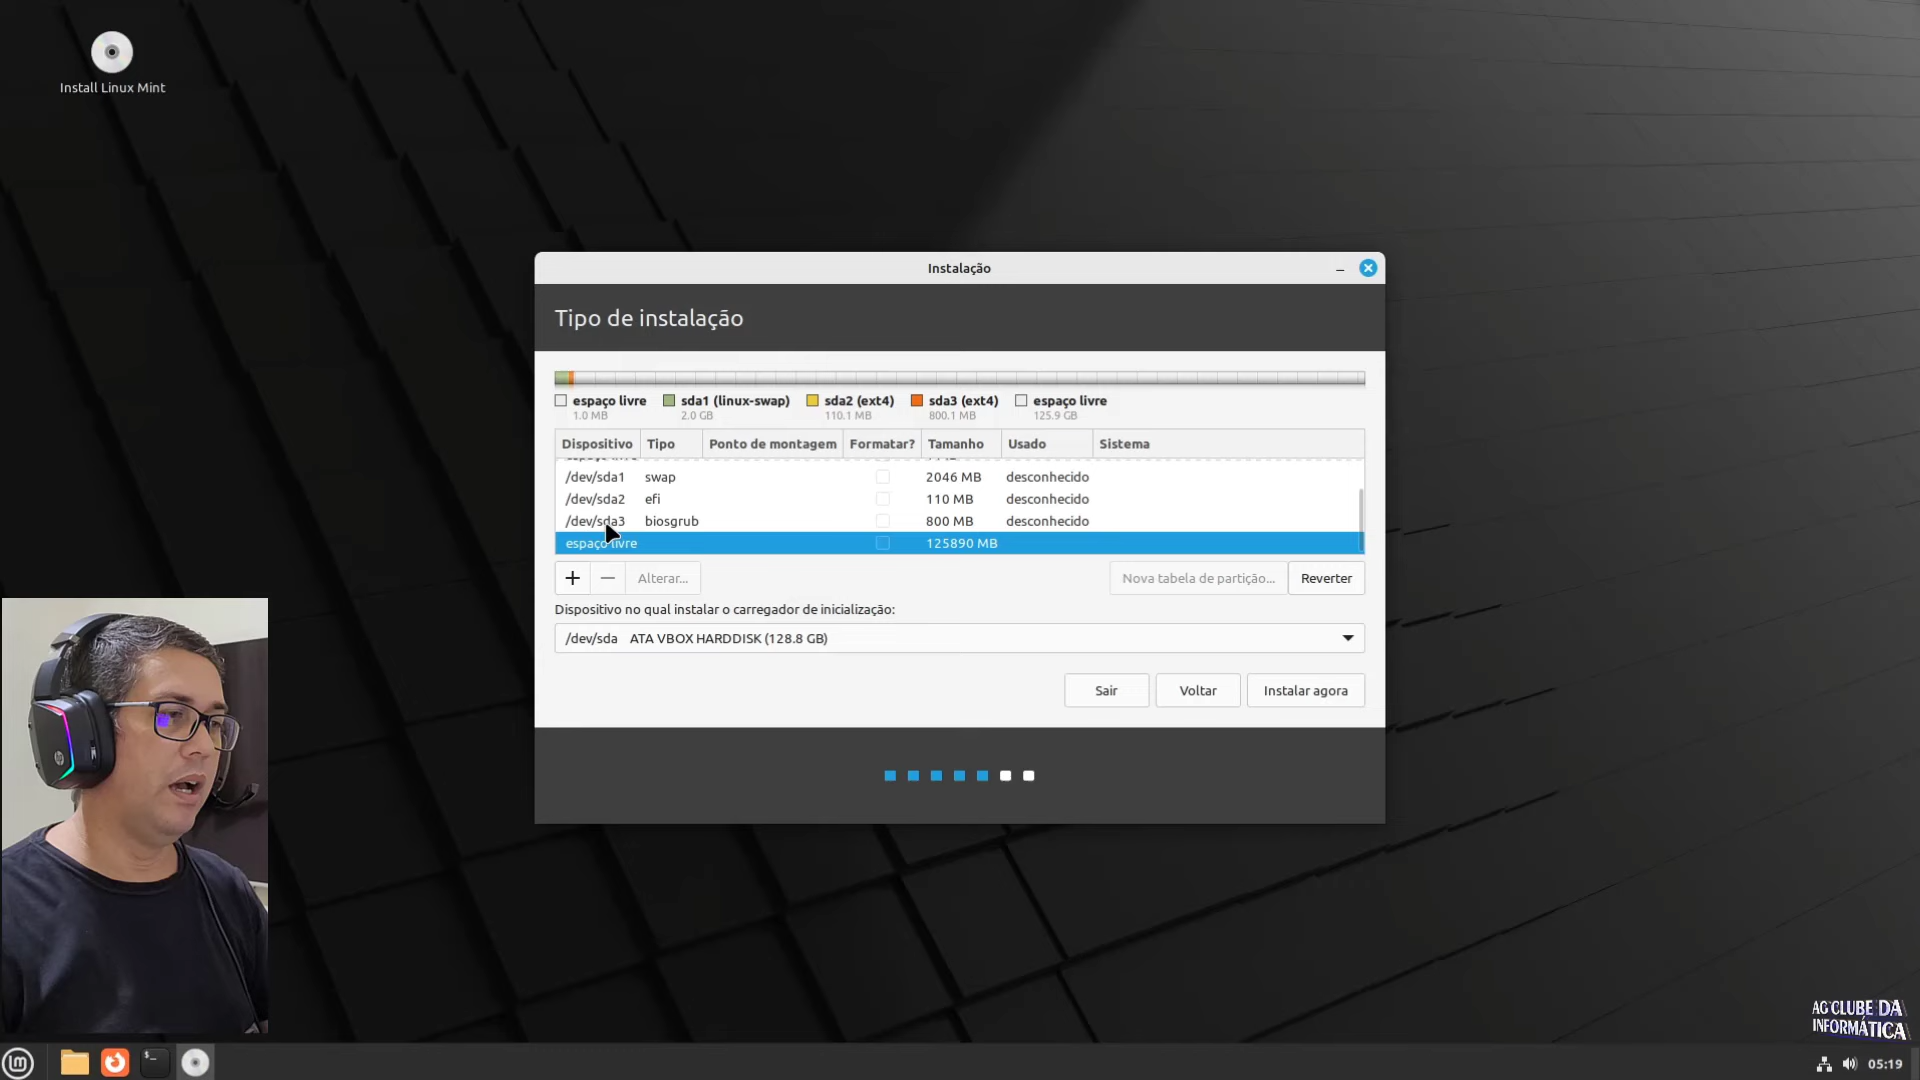 Install Linux Mint
Instalação
Tipo de instalação
espaço livre
1.0 MB
sda1 (linux-swap)
2.0 GB
sda2 (ext4)
110.1 MB
sda3 (ext4)
800.1 MB
espaço livre
125.9 GB
Dispositivo Tipo Ponto de montagem Formatar? Tamanho Usado Sistema
/dev/sda1 swap 2046 MB desconhecido
/dev/sda2 efi 110 MB desconhecido
/dev/sda3 biosgrub 800 MB desconhecido
espaço livre 125890 MB
+ − Alterar... Nova tabela de partição... Reverter
Dispositivo no qual instalar o carregador de inicialização:
/dev/sda ATA VBOX HARDDISK (128.8 GB)
Sair Voltar Instalar agora
AG CLUBE DA
INFORMÁTICA
05:19